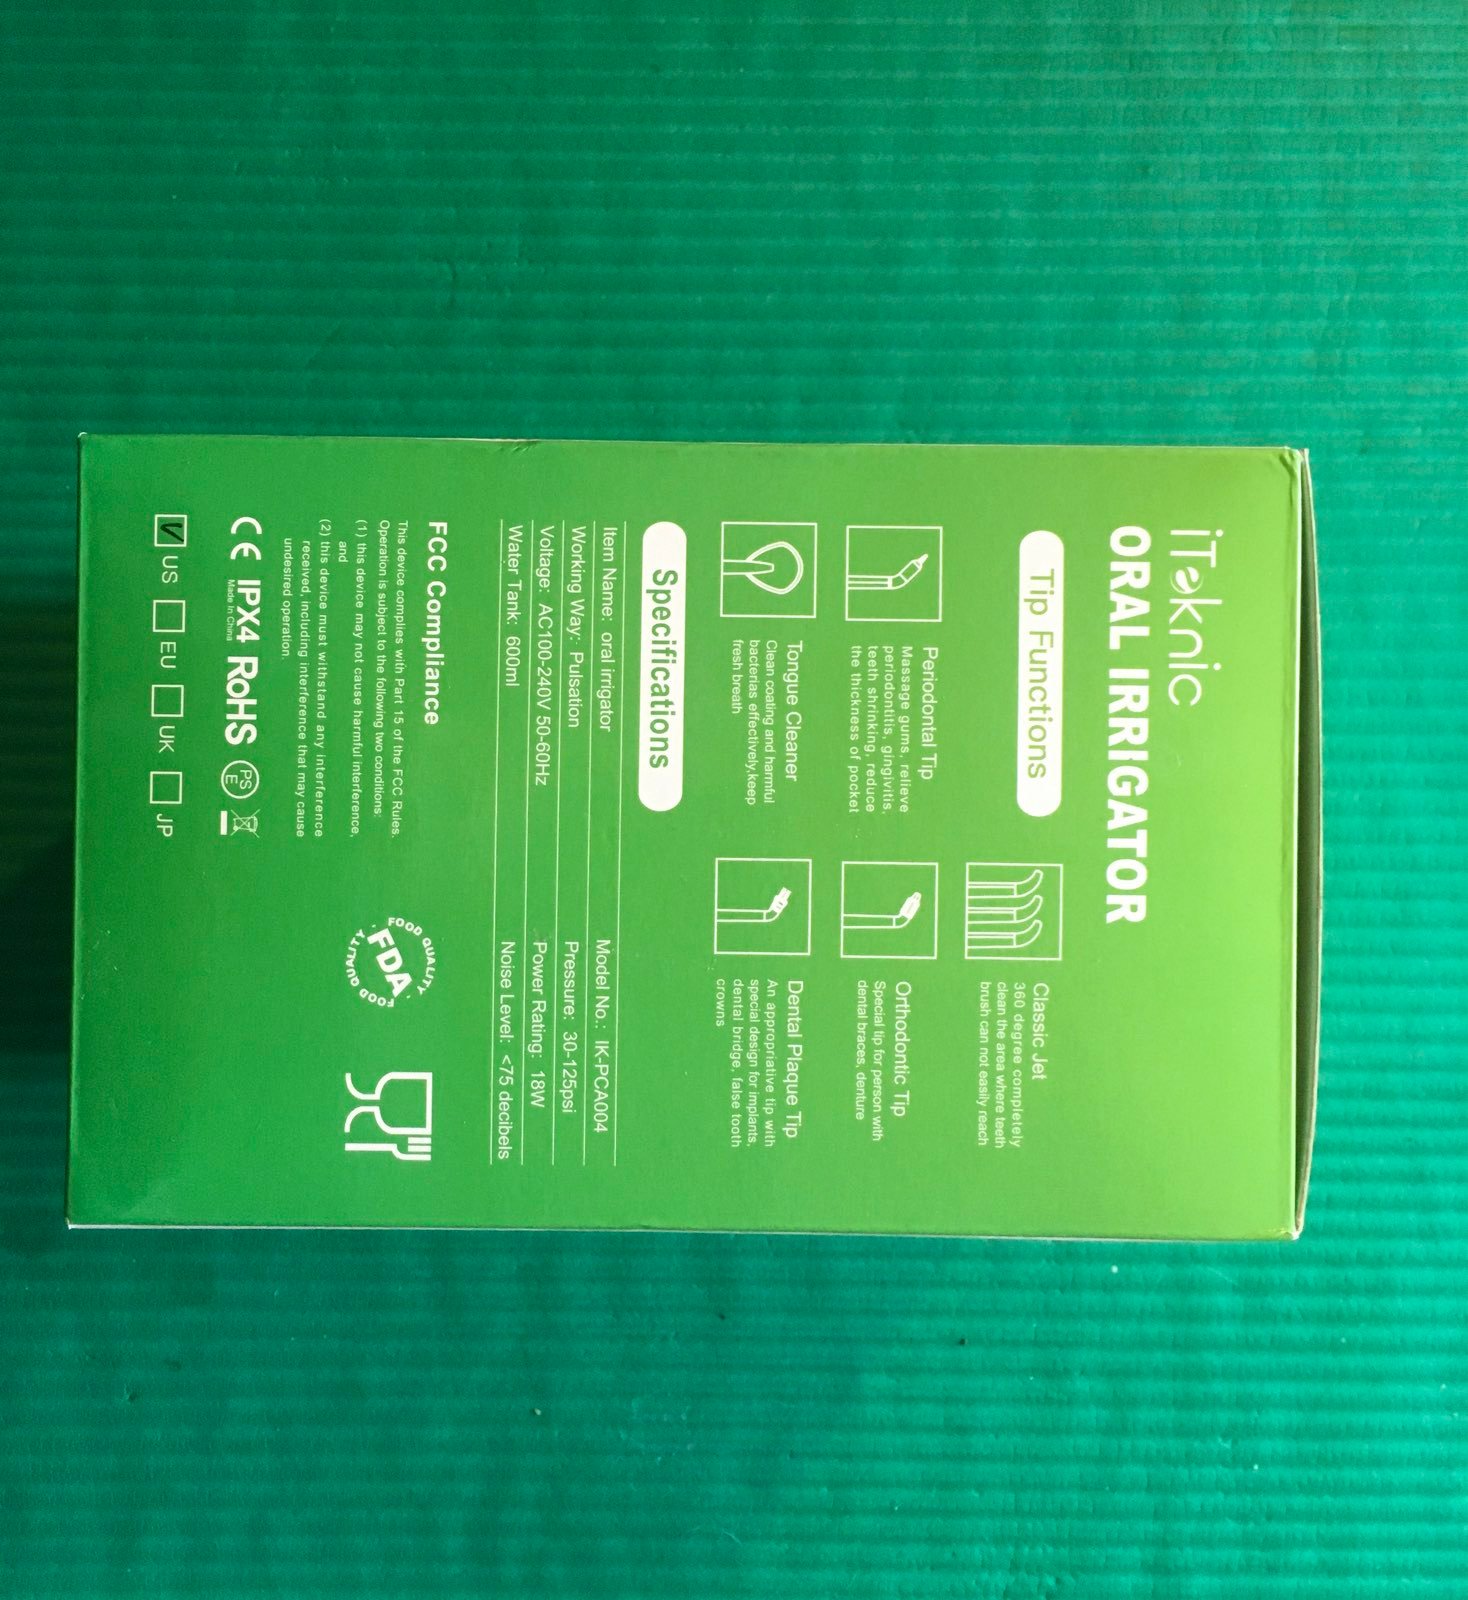 iTeknic
ORAL IRRIGATOR
Tip Functions
Classic Jet
360 degree completely
clean the area where teeth
brush can not easily reach
Periodontal Tip
Massage gums, relieve
periodontitis, gingivitis,
teeth shrinking, reduce
the thickness of pocket
Orthodontic Tip
Special tip for person with
dental braces, denture
Tongue Cleaner
Clean coating and harmful
bacterias effectively,keep
fresh breath
Dental Plaque Tip
An appropriative tip with
special design for implants,
dental bridge, false tooth
crowns
Specifications
Item Name: oral irrigator
Model No.: IK-PCA004
Working Way: Pulsation
Pressure: 30-125psi
Voltage: AC100-240V 50-60Hz
Power Rating: 18W
Water Tank: 600ml
Noise Level: <75 decibels
FCC Compliance
This device complies with Part 15 of the FCC Rules.
Operation is subject to the following two conditions:
(1) this device may not cause harmful interference,
and
(2) this device must withstand any interference
received, including interference that may cause
undesired operation.
FOOD QUALITY
FDA
FOOD QUALITY
CE IPX4 RoHS PSE
Made In China
US EU UK JP